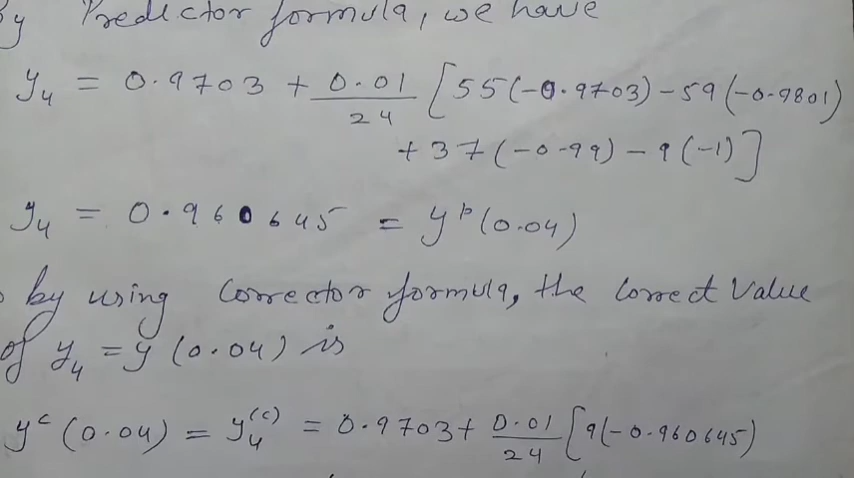 By Predictor formula, we have
y₄ = 0.9703 + 0.01/24 [55(-0.9703) - 59(-0.9801)
+ 37(-0.99) - 9(-1)]
y₄ = 0.960645 = yᵖ(0.04)
by using Corrector formula, the correct value
of y₄ = y(0.04) is
yᶜ(0.04) = y₄⁽ᶜ⁾ = 0.9703 + 0.01/24 [9(-0.960645)